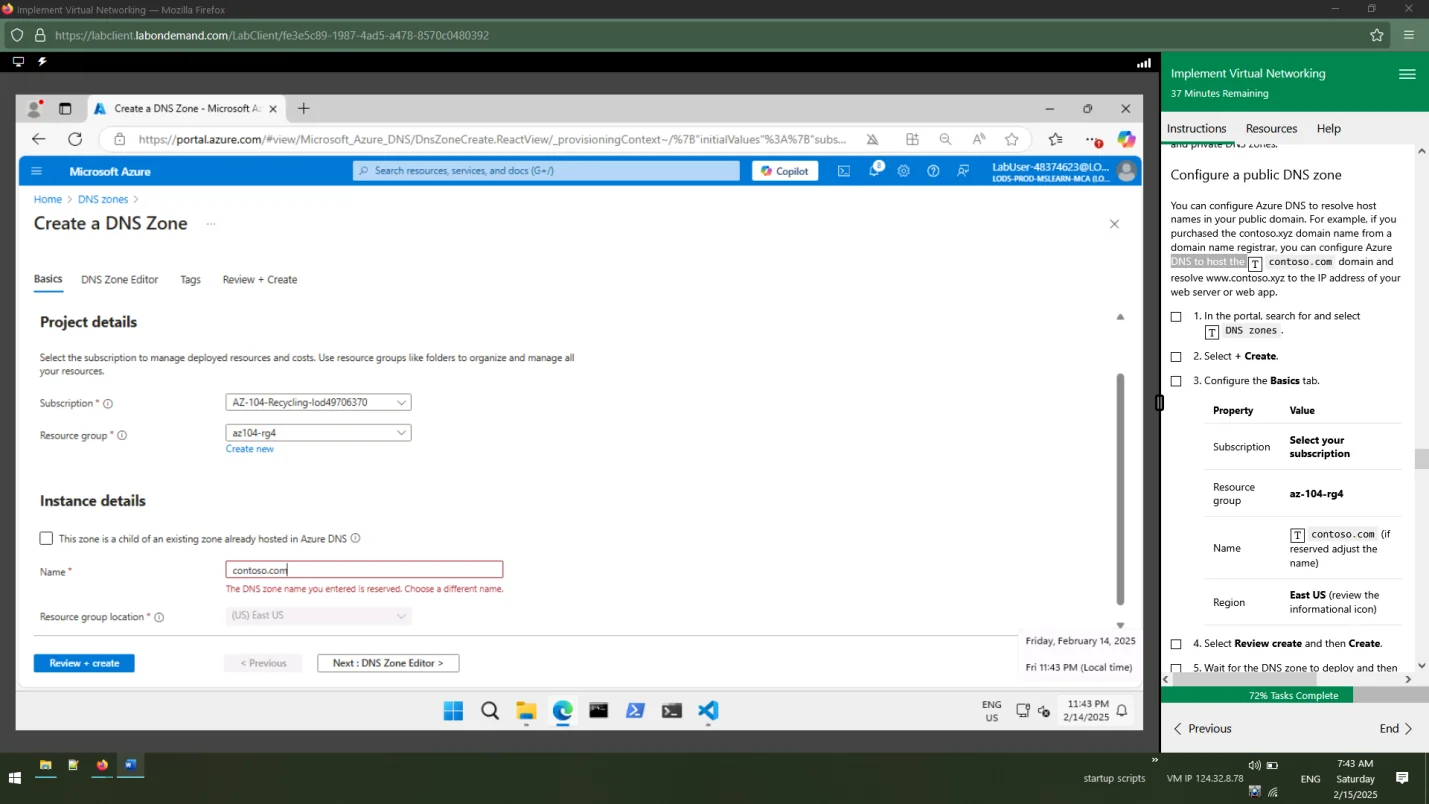 Implement Virtual Networking — Mozilla Firefox
https://labclient.labondemand.com/LabClient/fe3e5c89-1987-4ad5-a478-8570c0480392
Create a DNS Zone - Microsoft A
https://portal.azure.com/#view/Microsoft_Azure_DNS/DnsZoneCreate.ReactView/_provisioningContext~/%7B"initialValues"%3A%7B"subs...
Microsoft Azure
Search resources, services, and docs (G+/)
Copilot
LabUser-48374623@LO...
LODS-PROD-MSLEARN-MCA (LO...
Home > DNS zones >
Create a DNS Zone ...
Basics
DNS Zone Editor
Tags
Review + Create
Project details
Select the subscription to manage deployed resources and costs. Use resource groups like folders to organize and manage all
your resources.
Subscription *
AZ-104-Recycling-lod49706370
Resource group *
az104-rg4
Create new
Instance details
This zone is a child of an existing zone already hosted in Azure DNS
Name *
contoso.com
The DNS zone name you entered is reserved. Choose a different name.
Resource group location *
(US) East US
Review + create
< Previous
Next : DNS Zone Editor >
Friday, February 14, 2025
Fri 11:43 PM (Local time)
ENG
US
11:43 PM
2/14/2025
Implement Virtual Networking
37 Minutes Remaining
Instructions
Resources
Help
and private DNS zones.
Configure a public DNS zone
You can configure Azure DNS to resolve host
names in your public domain. For example, if you
purchased the contoso.xyz domain name from a
domain name registrar, you can configure Azure
DNS to host the T contoso.com domain and
resolve www.contoso.xyz to the IP address of your
web server or web app.
1. In the portal, search for and select
T DNS zones .
2. Select + Create.
3. Configure the Basics tab.
Property
Value
Subscription
Select your
subscription
Resource
group
az-104-rg4
Name
T contoso.com (if
reserved adjust the
name)
Region
East US (review the
informational icon)
4. Select Review create and then Create.
5. Wait for the DNS zone to deploy and then
72% Tasks Complete
< Previous
End >
startup scripts
VM IP 124.32.8.78
ENG
7:43 AM
Saturday
2/15/2025